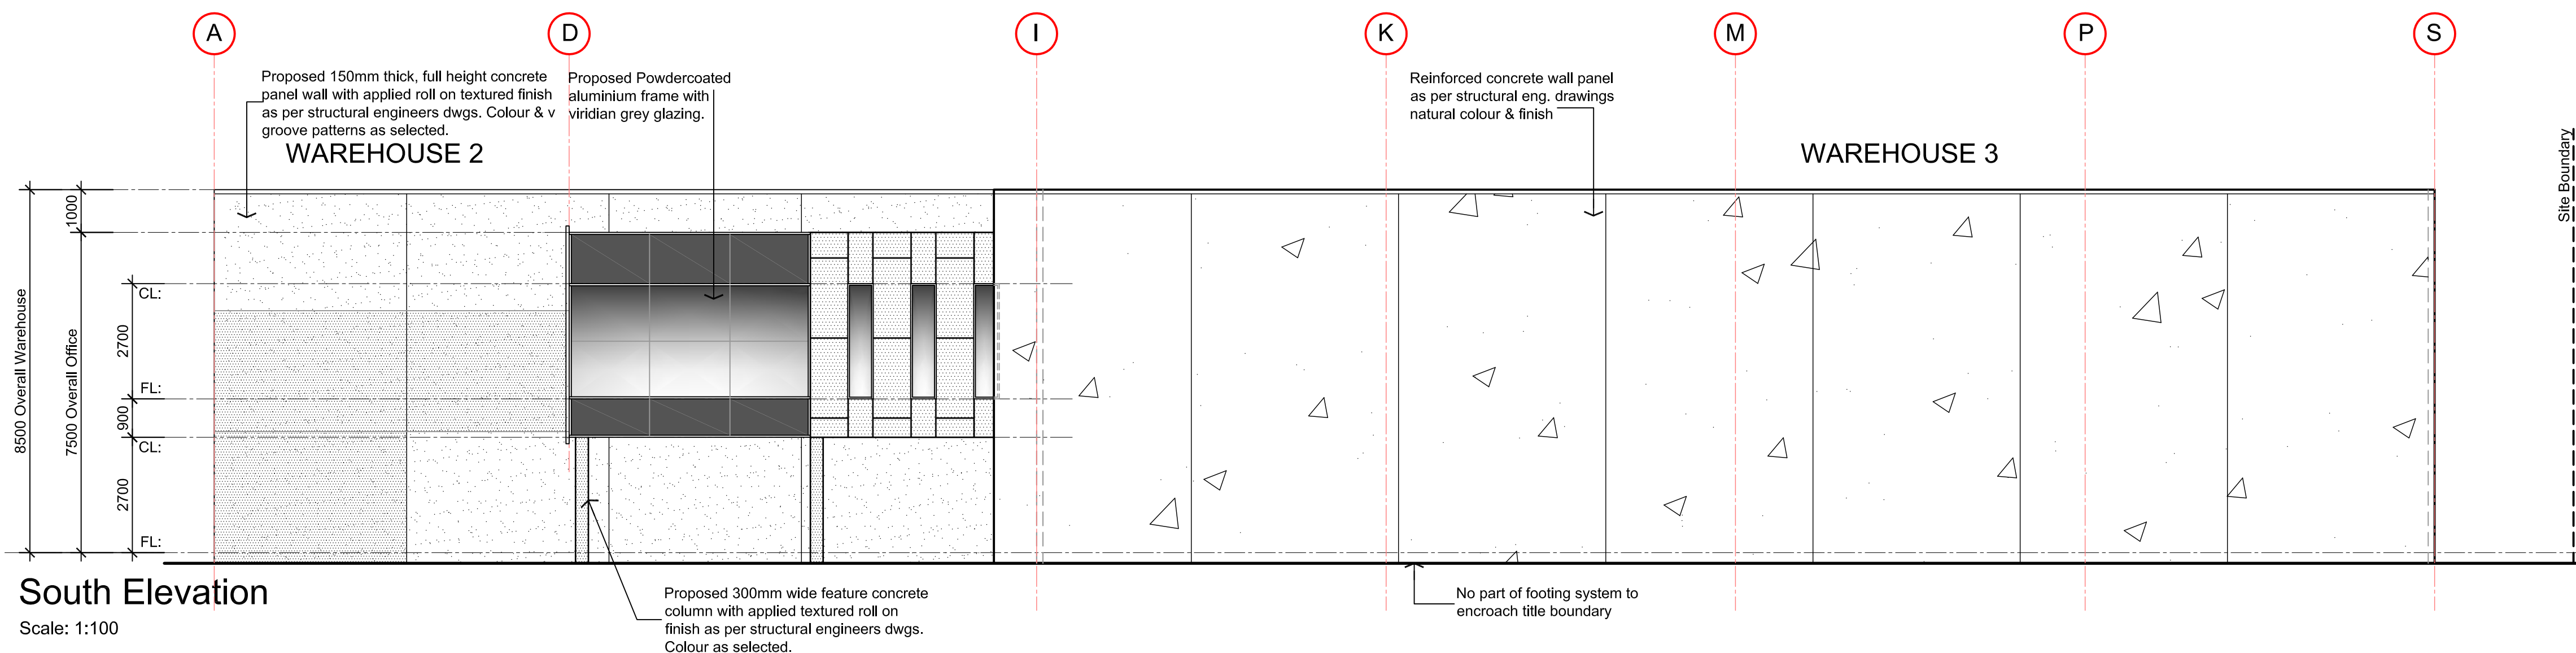 A
D
I
K
M
P
S
Proposed 150mm thick, full height concrete
panel wall with applied roll on textured finish
as per structural engineers dwgs. Colour & v
groove patterns as selected.
Proposed Powdercoated
aluminium frame with
viridian grey glazing.
Reinforced concrete wall panel
as per structural eng. drawings
natural colour & finish
WAREHOUSE 2
WAREHOUSE 3
Site Boundary
8500 Overall Warehouse
1000
7500 Overall Office
CL:
2700
FL:
900
CL:
2700
FL:
South Elevation
Scale: 1:100
Proposed 300mm wide feature concrete
column with applied textured roll on
finish as per structural engineers dwgs.
Colour as selected.
No part of footing system to
encroach title boundary